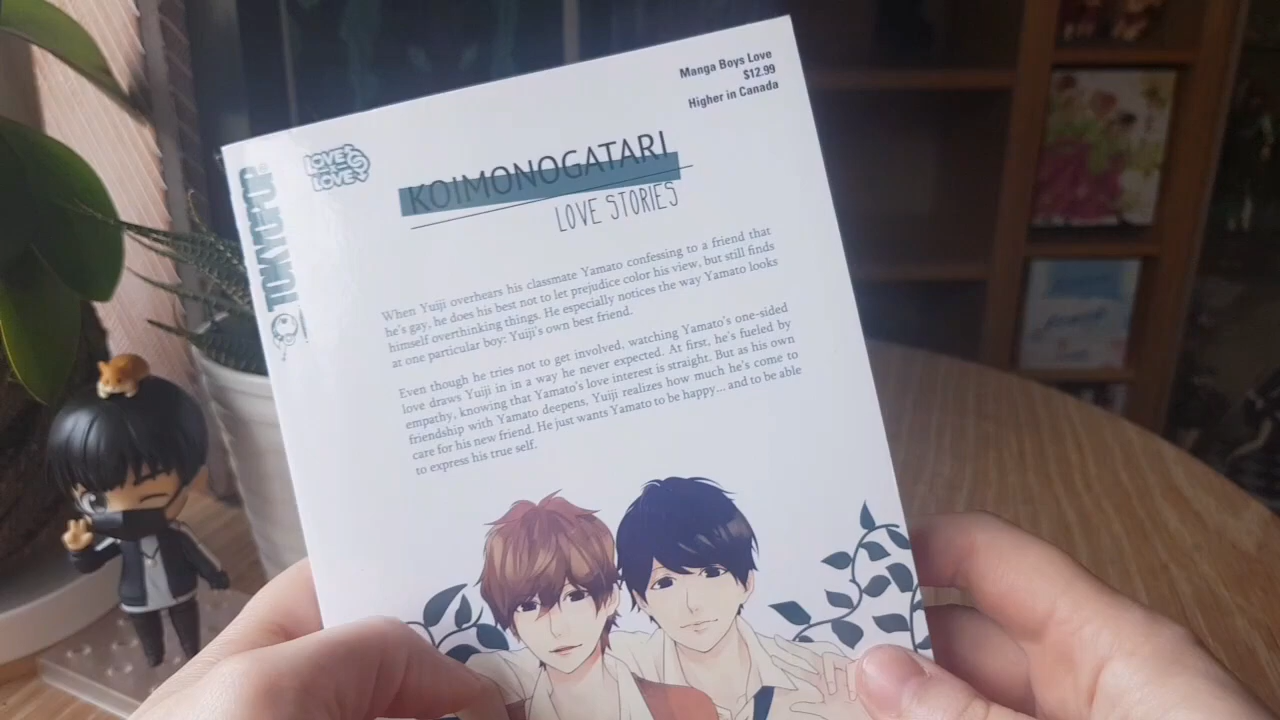 Manga Boys Love
$12.99
Higher in Canada
TOKYOPOP
LOVE
LOVE
KOIMONOGATARI
LOVE STORIES
When Yuiji overhears his classmate Yamato confessing to a friend that
he's gay, he does his best not to let prejudice color his view, but still finds
himself overthinking things. He especially notices the way Yamato looks
at one particular boy: Yuiji's own best friend.
Even though he tries not to get involved, watching Yamato's one-sided
love draws Yuiji in in a way he never expected. At first, he's fueled by
empathy, knowing that Yamato's love interest is straight. But as his own
friendship with Yamato deepens, Yuiji realizes how much he's come to
care for his new friend. He just wants Yamato to be happy... and to be able
to express his true self.